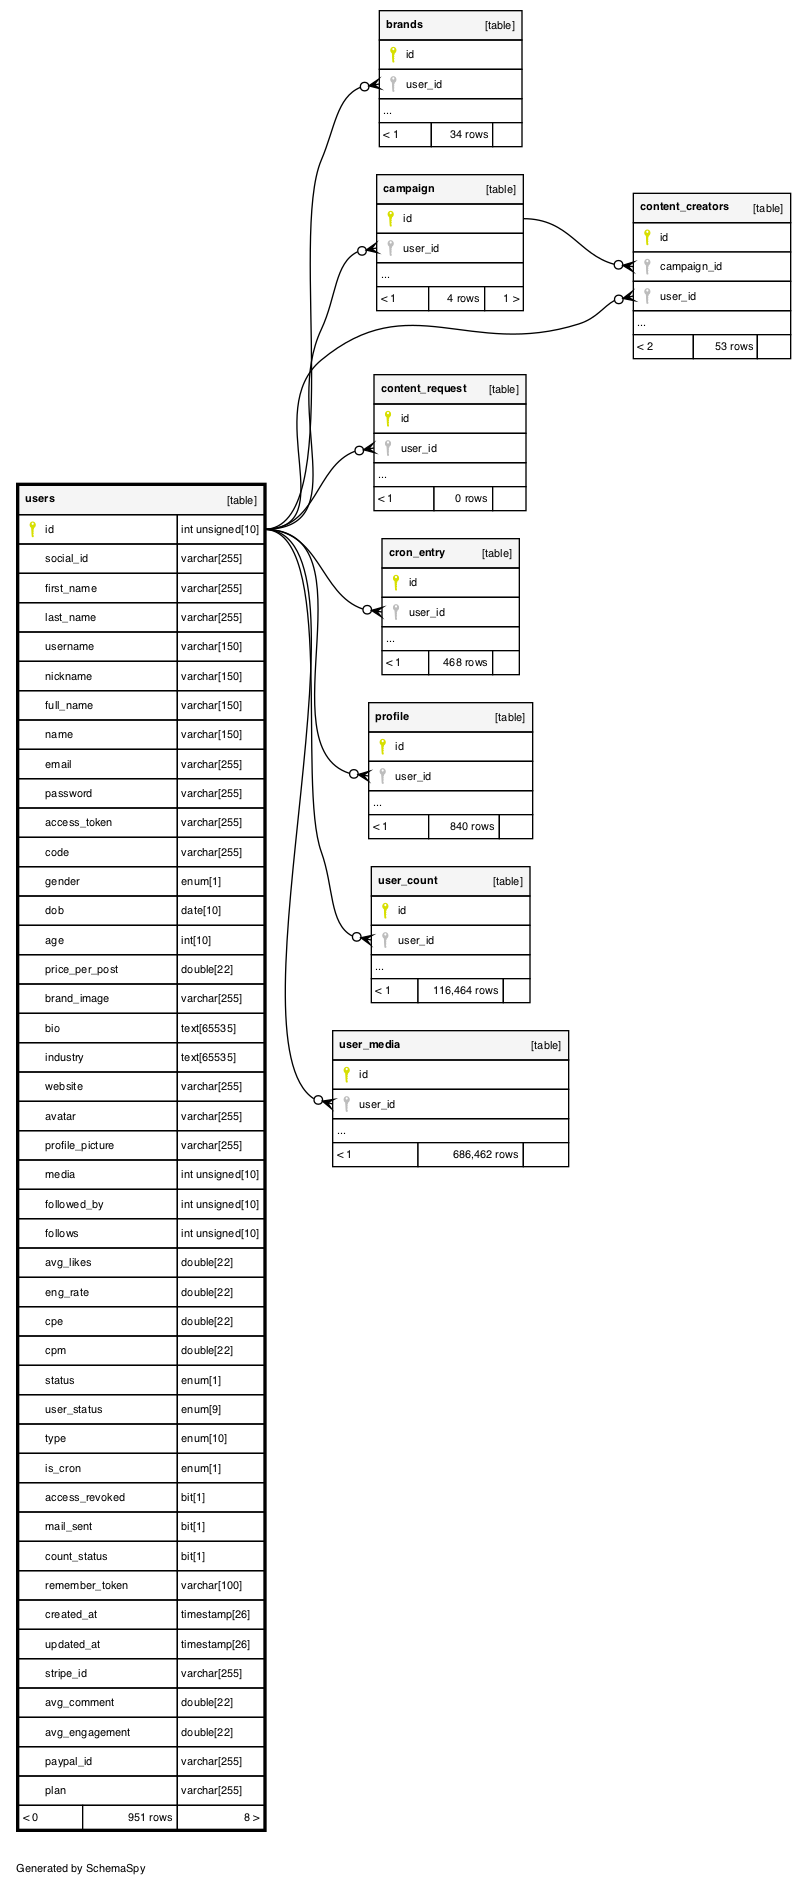 brands [table]
id
user_id
...
< 1 34 rows
campaign [table]
id
user_id
...
< 1 4 rows 1 >
content_creators [table]
id
campaign_id
user_id
...
< 2 53 rows
content_request [table]
id
user_id
...
< 1 0 rows
cron_entry [table]
id
user_id
...
< 1 468 rows
profile [table]
id
user_id
...
< 1 840 rows
user_count [table]
id
user_id
...
< 1 116,464 rows
user_media [table]
id
user_id
...
< 1 686,462 rows
users [table]
id int unsigned[10]
social_id varchar[255]
first_name varchar[255]
last_name varchar[255]
username varchar[150]
nickname varchar[150]
full_name varchar[150]
name varchar[150]
email varchar[255]
password varchar[255]
access_token varchar[255]
code varchar[255]
gender enum[1]
dob date[10]
age int[10]
price_per_post double[22]
brand_image varchar[255]
bio text[65535]
industry text[65535]
website varchar[255]
avatar varchar[255]
profile_picture varchar[255]
media int unsigned[10]
followed_by int unsigned[10]
follows int unsigned[10]
avg_likes double[22]
eng_rate double[22]
cpe double[22]
cpm double[22]
status enum[1]
user_status enum[9]
type enum[10]
is_cron enum[1]
access_revoked bit[1]
mail_sent bit[1]
count_status bit[1]
remember_token varchar[100]
created_at timestamp[26]
updated_at timestamp[26]
stripe_id varchar[255]
avg_comment double[22]
avg_engagement double[22]
paypal_id varchar[255]
plan varchar[255]
< 0 951 rows 8 >
Generated by SchemaSpy